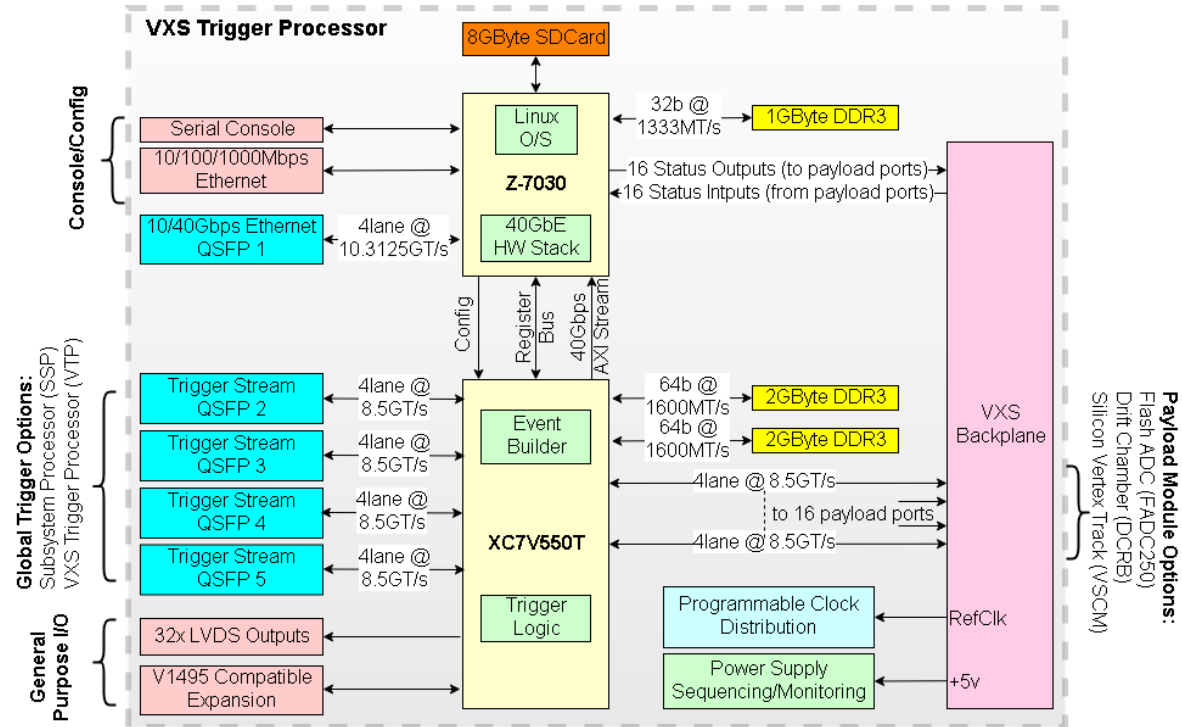 VXS Trigger Processor
8GByte SDCard
Console/Config
Serial Console
10/100/1000Mbps
Ethernet
10/40Gbps Ethernet
QSFP 1
4lane @
10.3125GT/s
Linux
O/S
Z-7030
40GbE
HW Stack
32b @
1333MT/s
1GByte DDR3
16 Status Outputs (to payload ports)
16 Status Intputs (from payload ports)
Config
Register
Bus
40Gbps
AXI Stream
Global Trigger Options:
Subsystem Processor (SSP)
VXS Trigger Processor (VTP)
Trigger Stream
QSFP 2
4lane @
8.5GT/s
Trigger Stream
QSFP 3
4lane @
8.5GT/s
Trigger Stream
QSFP 4
4lane @
8.5GT/s
Trigger Stream
QSFP 5
4lane @
8.5GT/s
Event
Builder
XC7V550T
Trigger
Logic
64b @
1600MT/s
2GByte DDR3
64b @
1600MT/s
2GByte DDR3
4lane @ 8.5GT/s
to 16 payload ports
4lane @ 8.5GT/s
VXS
Backplane
Payload Module Options:
Flash ADC (FADC250)
Drift Chamber (DCRB)
Silicon Vertex Track (VSCM)
General
Purpose I/O
32x LVDS Outputs
V1495 Compatible
Expansion
Programmable Clock
Distribution
RefClk
Power Supply
Sequencing/Monitoring
+5v